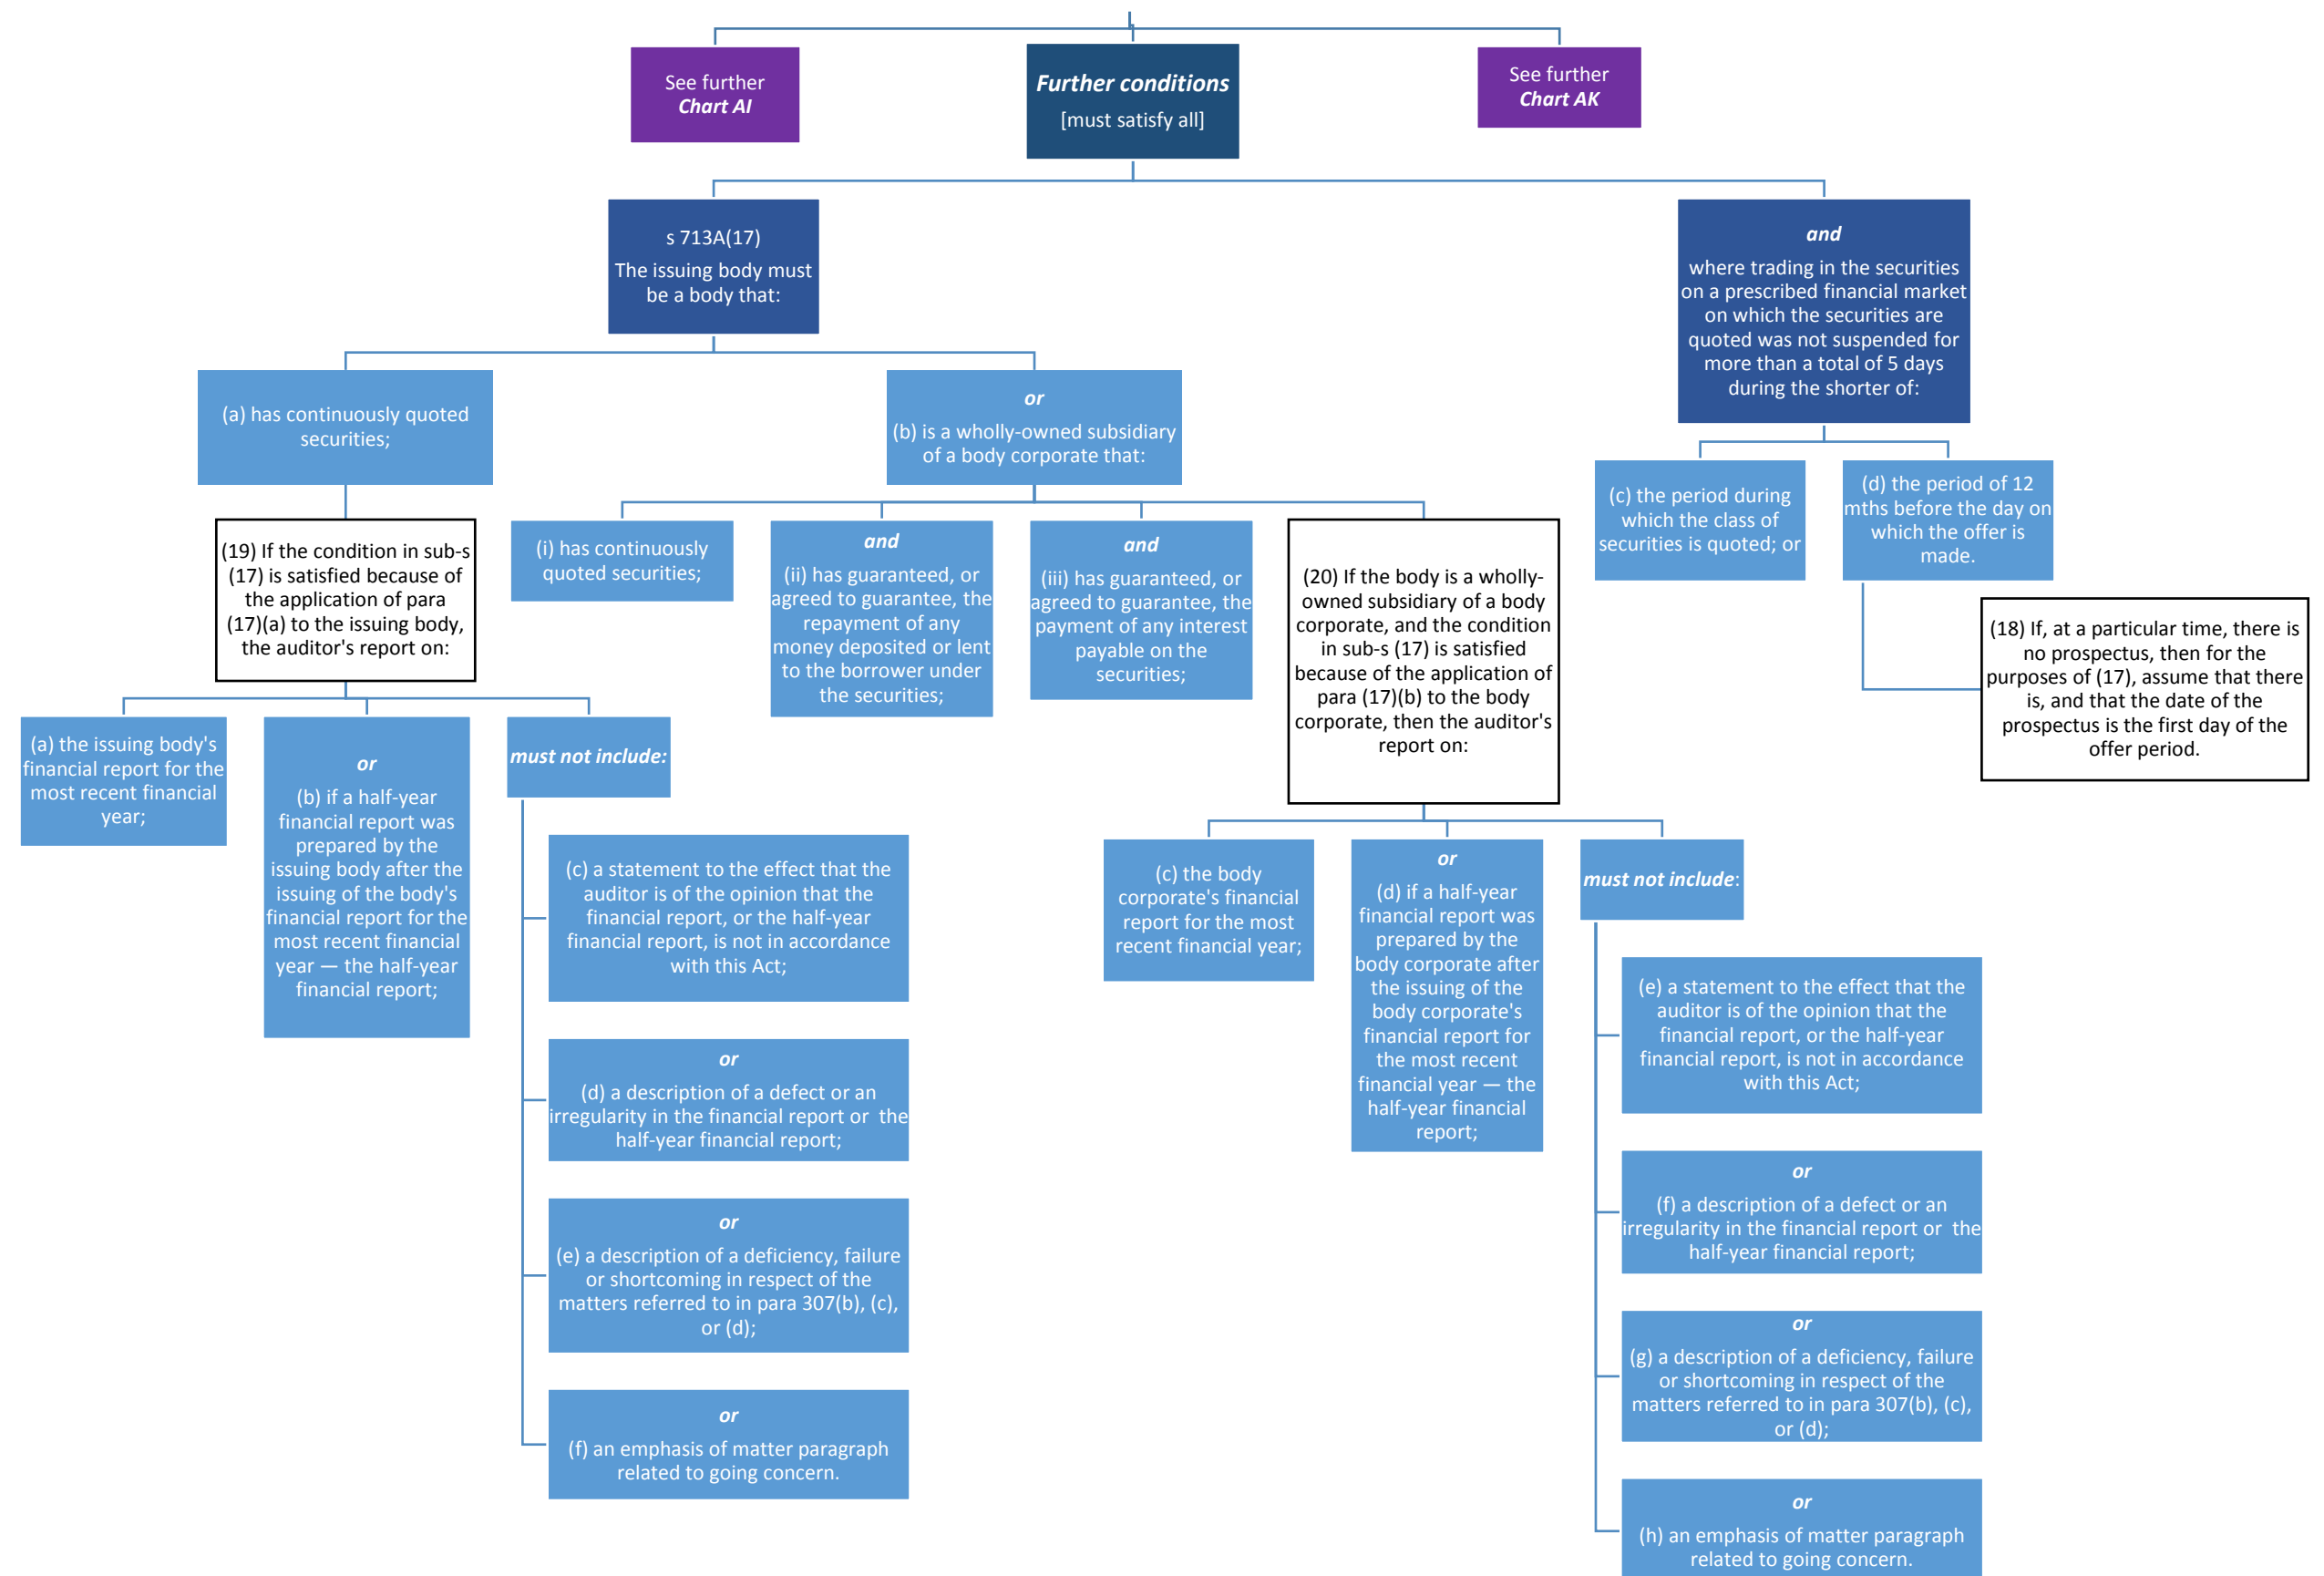 See further
Chart AI
Further conditions
[must satisfy all]
See further
Chart AK
s 713A(17)
The issuing body must
be a body that:
and
where trading in the securities
on a prescribed financial market
on which the securities are
quoted was not suspended for
more than a total of 5 days
during the shorter of:
(a) has continuously quoted
securities;
or
(b) is a wholly-owned subsidiary
of a body corporate that:
(c) the period during
which the class of
securities is quoted; or
(d) the period of 12
mths before the day on
which the offer is
made.
(19) If the condition in sub-s
(17) is satisfied because of
the application of para
(17)(a) to the issuing body,
the auditor's report on:
(i) has continuously
quoted securities;
and
(ii) has guaranteed, or
agreed to guarantee, the
repayment of any
money deposited or lent
to the borrower under
the securities;
and
(iii) has guaranteed, or
agreed to guarantee, the
payment of any interest
payable on the
securities;
(20) If the body is a wholly-
owned subsidiary of a body
corporate, and the condition
in sub-s (17) is satisfied
because of the application of
para (17)(b) to the body
corporate, then the auditor's
report on:
(18) If, at a particular time, there is
no prospectus, then for the
purposes of (17), assume that there
is, and that the date of the
prospectus is the first day of the
offer period.
(a) the issuing body's
financial report for the
most recent financial
year;
or
(b) if a half-year
financial report was
prepared by the
issuing body after the
issuing of the body's
financial report for the
most recent financial
year — the half-year
financial report;
must not include:
(c) a statement to the effect that the
auditor is of the opinion that the
financial report, or the half-year
financial report, is not in accordance
with this Act;
or
(d) a description of a defect or an
irregularity in the financial report or  the
half-year financial report;
or
(e) a description of a deficiency, failure
or shortcoming in respect of the
matters referred to in para 307(b), (c),
or (d);
or
(f) an emphasis of matter paragraph
related to going concern.
(c) the body
corporate's financial
report for the most
recent financial year;
or
(d) if a half-year
financial report was
prepared by the
body corporate after
the issuing of the
body corporate's
financial report for
the most recent
financial year — the
half-year financial
report;
must not include:
(e) a statement to the effect that the
auditor is of the opinion that the
financial report, or the half-year
financial report, is not in accordance
with this Act;
or
(f) a description of a defect or an
irregularity in the financial report or  the
half-year financial report;
or
(g) a description of a deficiency, failure
or shortcoming in respect of the
matters referred to in para 307(b), (c),
or (d);
or
(h) an emphasis of matter paragraph
related to going concern.